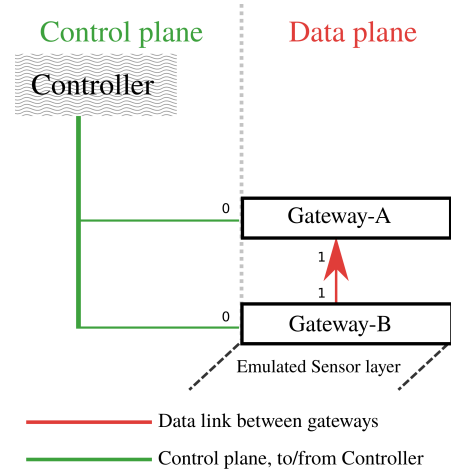 Control plane
Data plane
Controller
0
Gateway-A
1
1
0
Gateway-B
Emulated Sensor layer
Data link between gateways
Control plane, to/from Controller